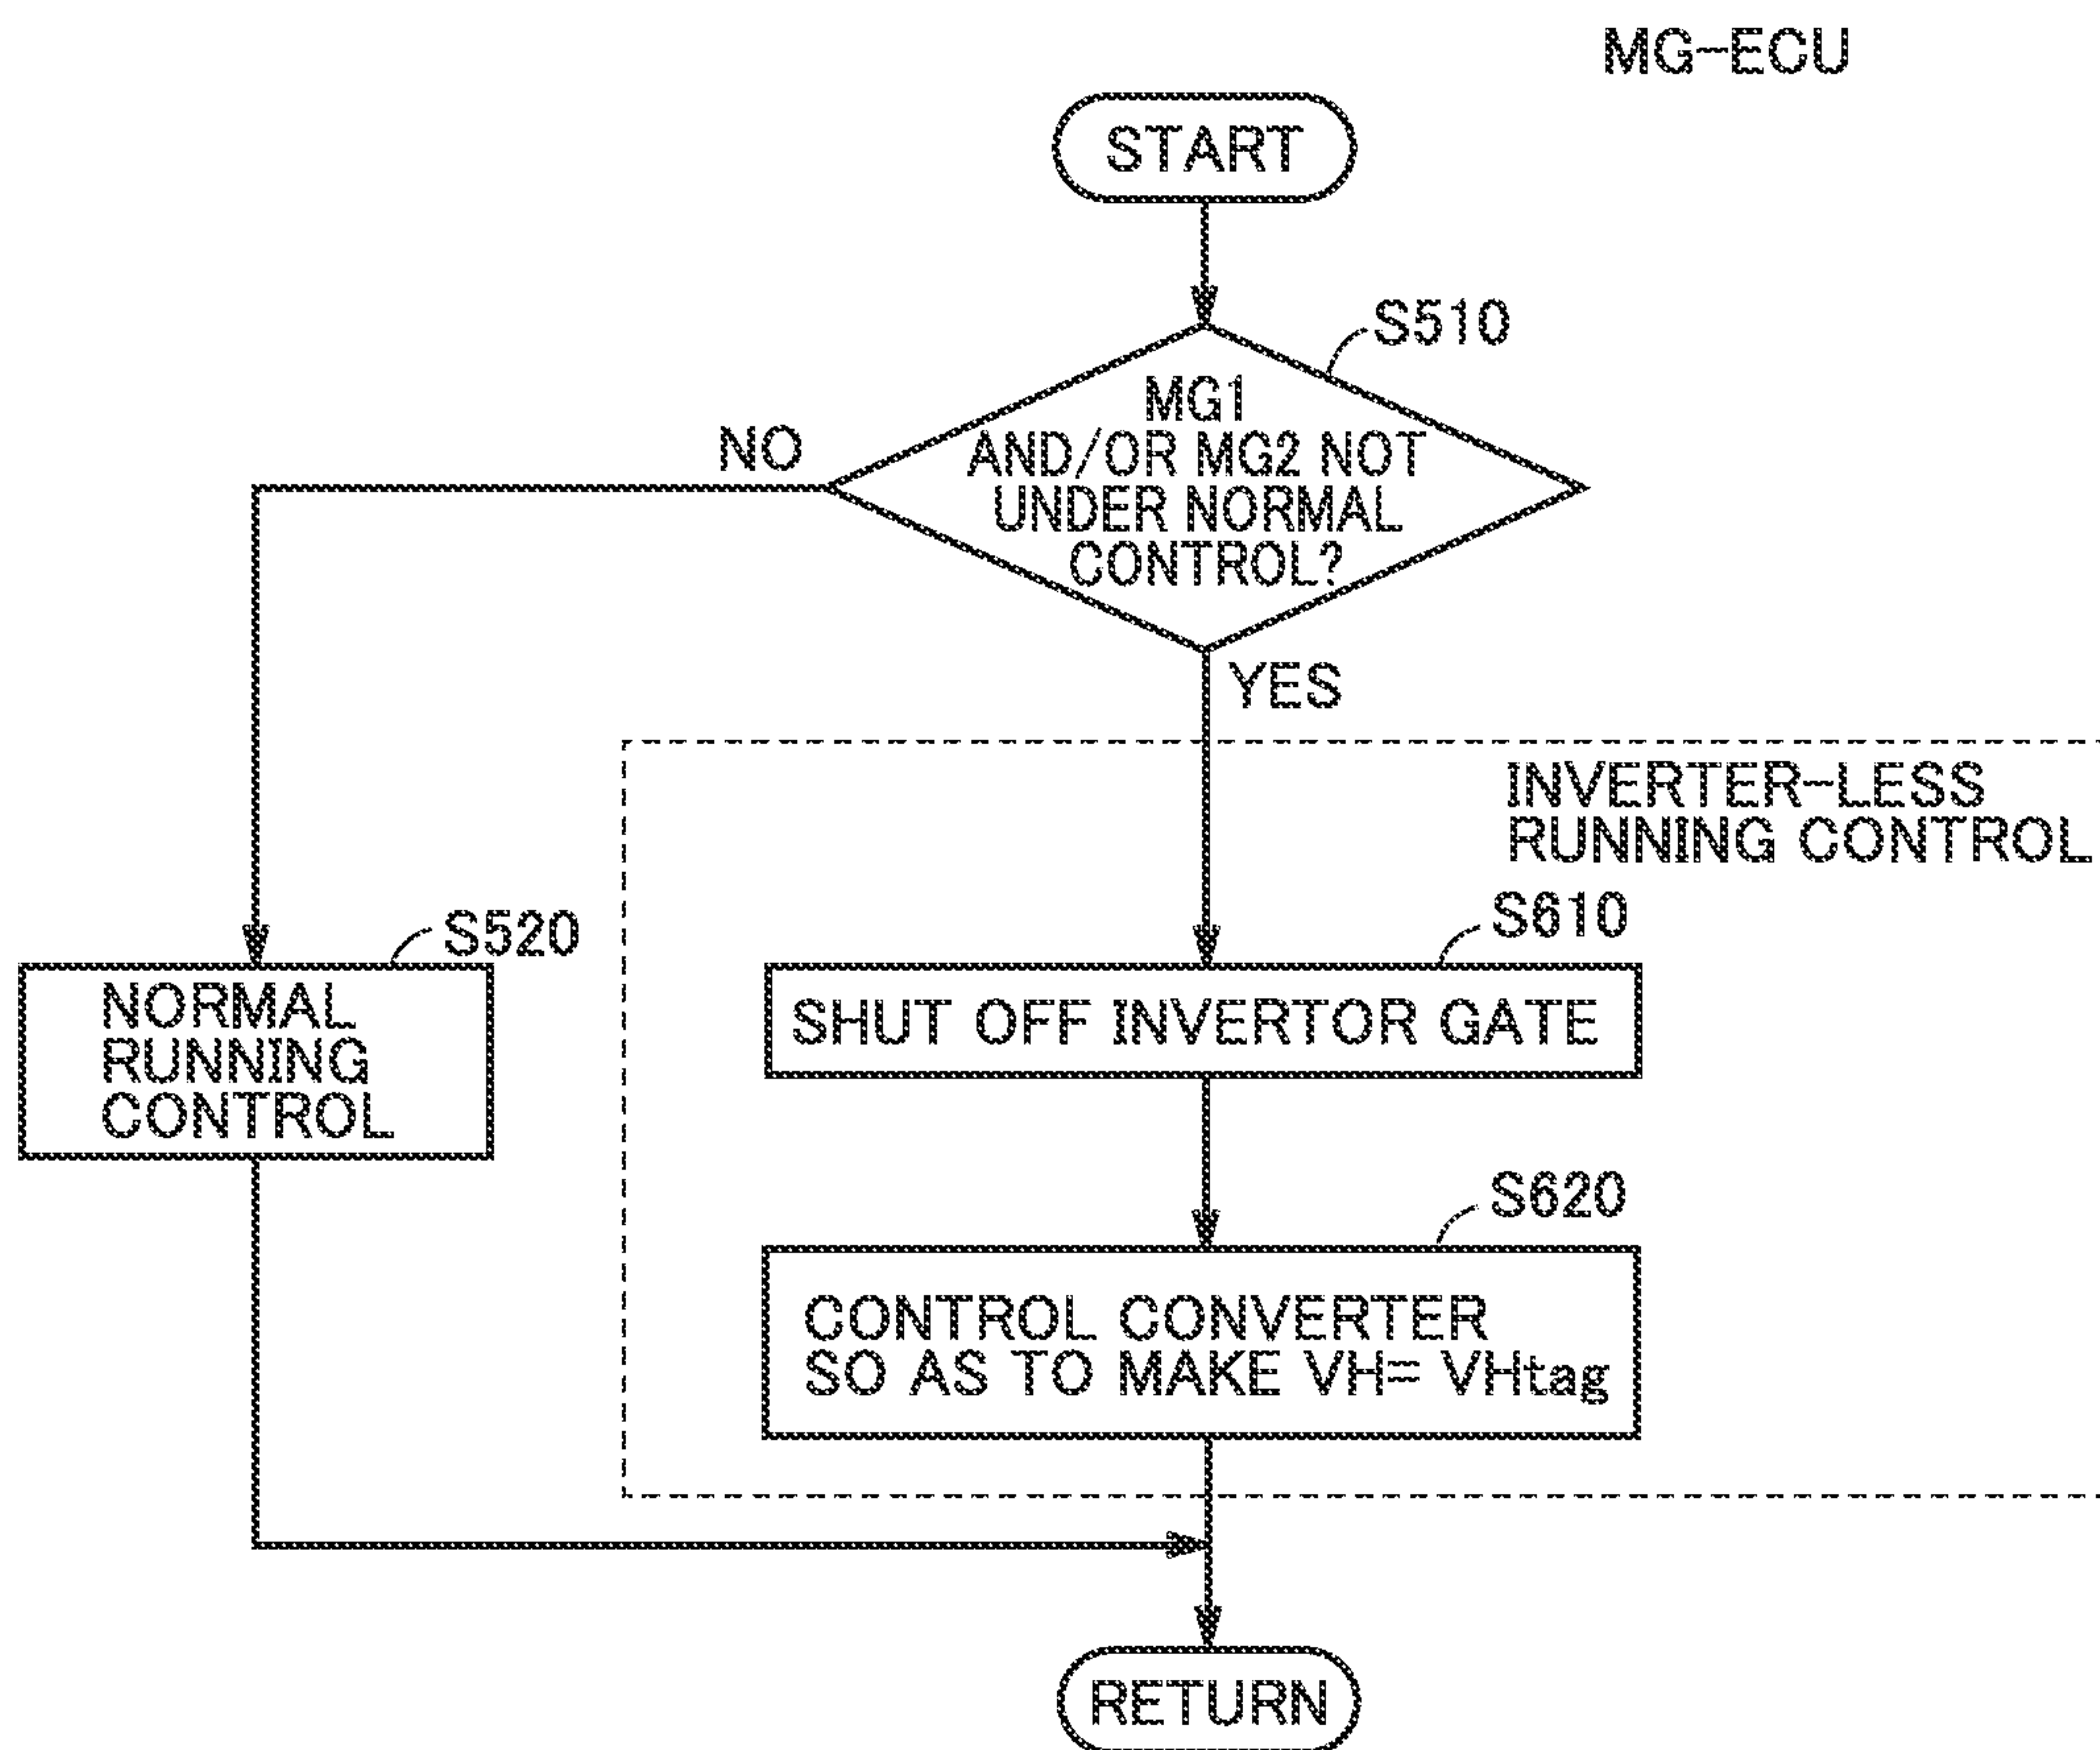 MG-ECU
START
S510
MG1
AND/OR MG2 NOT
UNDER NORMAL
CONTROL?
NO
YES
INVERTER-LESS
RUNNING CONTROL
S520
NORMAL
RUNNING
CONTROL
S610
SHUT OFF INVERTOR GATE
S620
CONTROL CONVERTER
SO AS TO MAKE VH= VHtag
RETURN